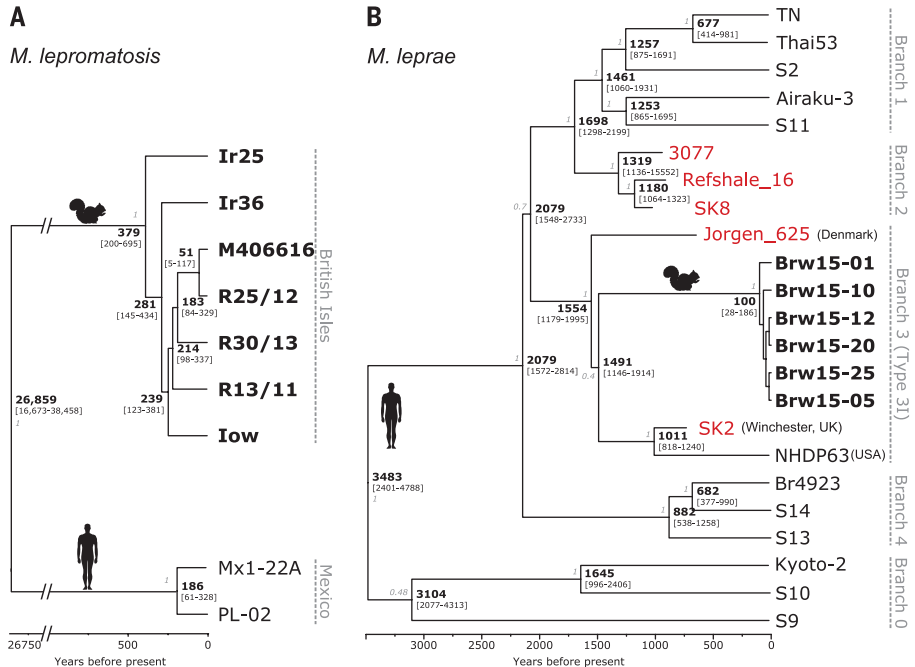 A
M. lepromatosis
Ir25
Ir36
M406616
R25/12
R30/13
R13/11
Iow
Mx1-22A
PL-02
British Isles
Mexico
1
379
[200-695]
51
[5-117]
281
[145-434]
183
[84-329]
214
[98-337]
239
[123-381]
26,859
[16,673-38,458]
1
1
186
[61-328]
26750
500
0
Years before present
B
M. leprae
TN
Thai53
S2
Airaku-3
S11
3077
Refshale_16
SK8
Jorgen_625 (Denmark)
Brw15-01
Brw15-10
Brw15-12
Brw15-20
Brw15-25
Brw15-05
SK2 (Winchester, UK)
NHDP63 (USA)
Br4923
S14
S13
Kyoto-2
S10
S9
Branch 1
Branch 2
Branch 3 (Type 3I)
Branch 4
Branch 0
1
677
[414-981]
1
1257
[875-1691]
1
1461
[1060-1931]
1
1253
[865-1695]
1
1698
[1298-2199]
1
1319
[1136-15552]
1
1180
[1064-1323]
0.7
2079
[1548-2733]
1
1554
[1179-1995]
1
100
[28-186]
1
2079
[1572-2814]
0.4
1491
[1146-1914]
1
1011
[818-1240]
3483
[2401-4788]
1
1
682
[377-990]
1
882
[538-1258]
1
1645
[996-2406]
0.48
3104
[2077-4313]
3000
2500
2000
1500
1000
500
0
Years before present